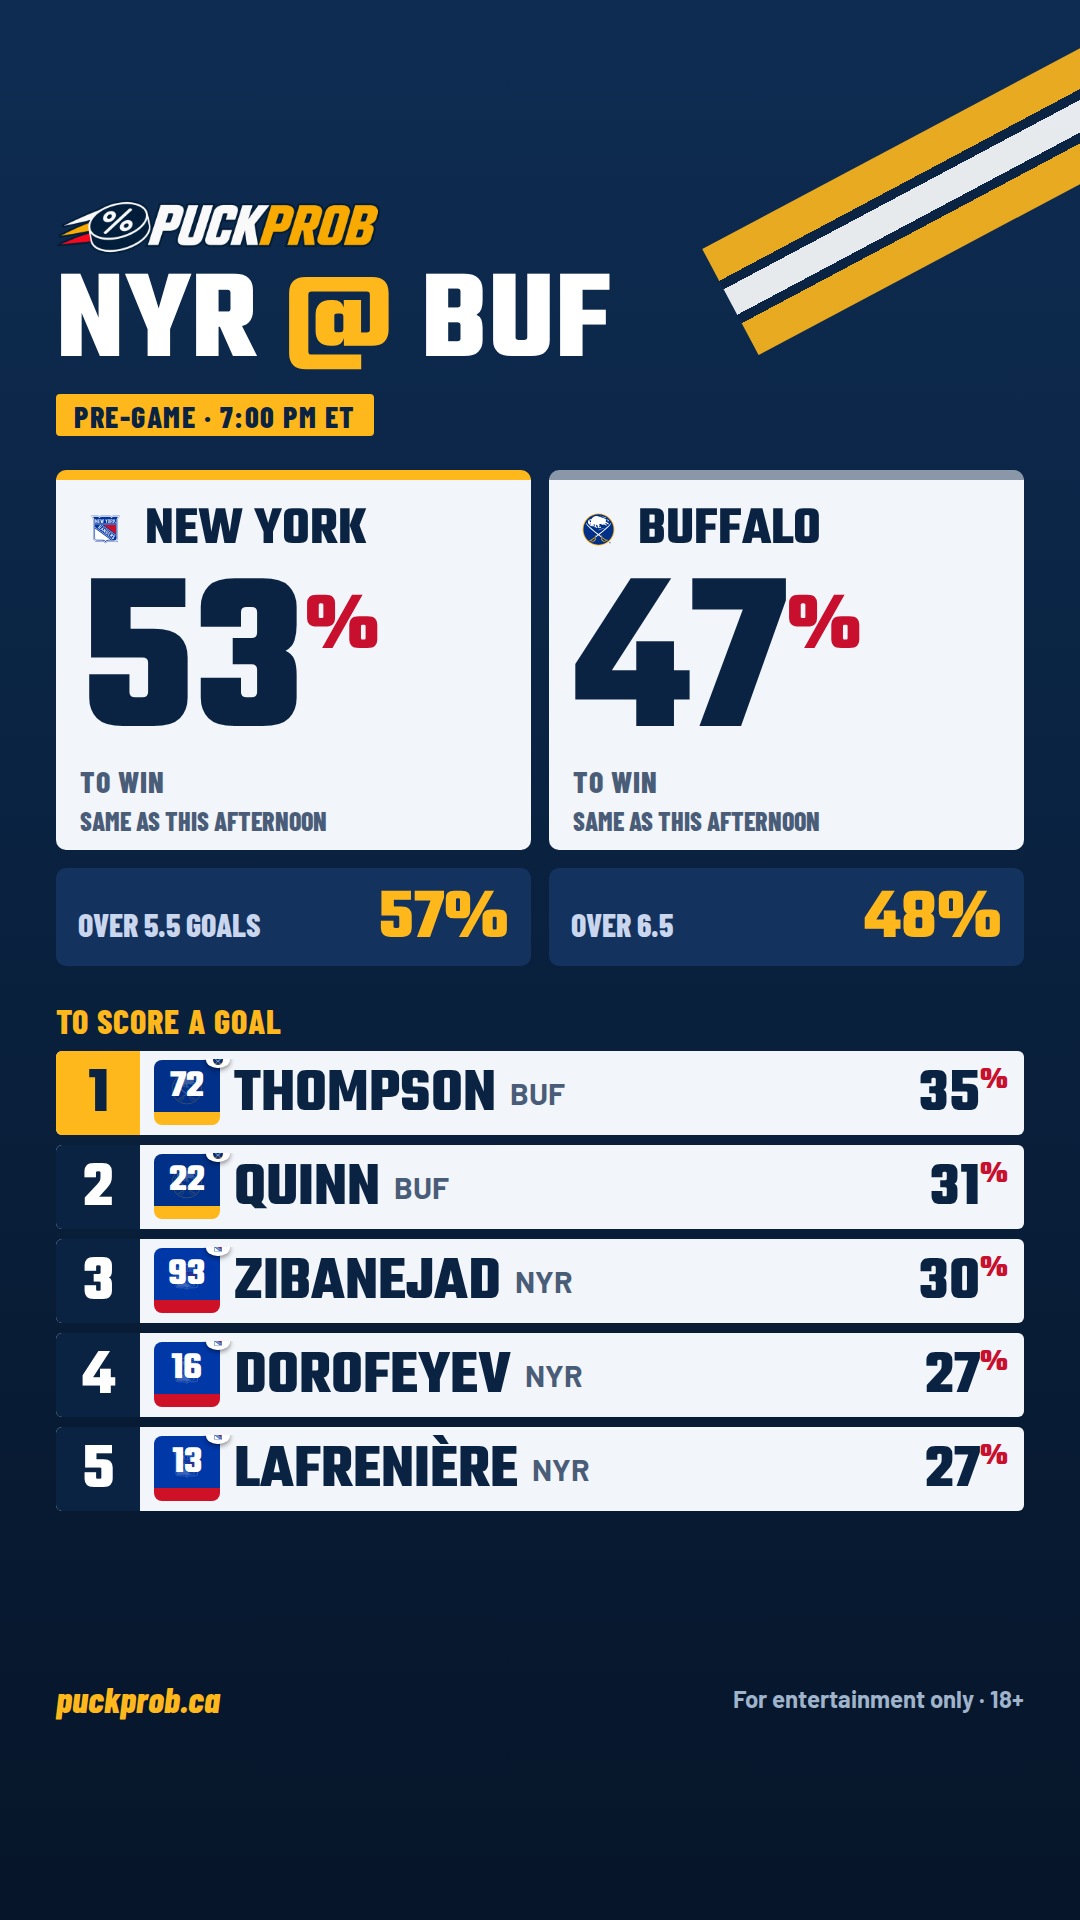 % PUCKPROB
NYR @ BUF
PRE-GAME · 7:00 PM ET
NEW YORK
53%
TO WIN
SAME AS THIS AFTERNOON
BUFFALO
47%
TO WIN
SAME AS THIS AFTERNOON
OVER 5.5 GOALS 57%
OVER 6.5 48%
TO SCORE A GOAL
1 72 THOMPSON BUF 35%
2 22 QUINN BUF 31%
3 93 ZIBANEJAD NYR 30%
4 16 DOROFEYEV NYR 27%
5 13 LAFRENIÈRE NYR 27%
puckprob.ca
For entertainment only · 18+